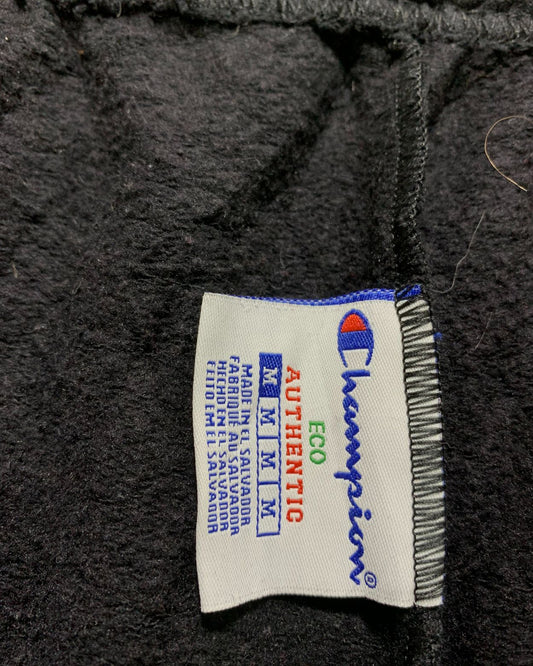 Champion®
ECO
AUTHENTIC
M M M M
MADE IN EL SALVADOR
FABRIQUÉ AU SALVADOR
HECHO EN EL SALVADOR
FEITO EM EL SALVADOR